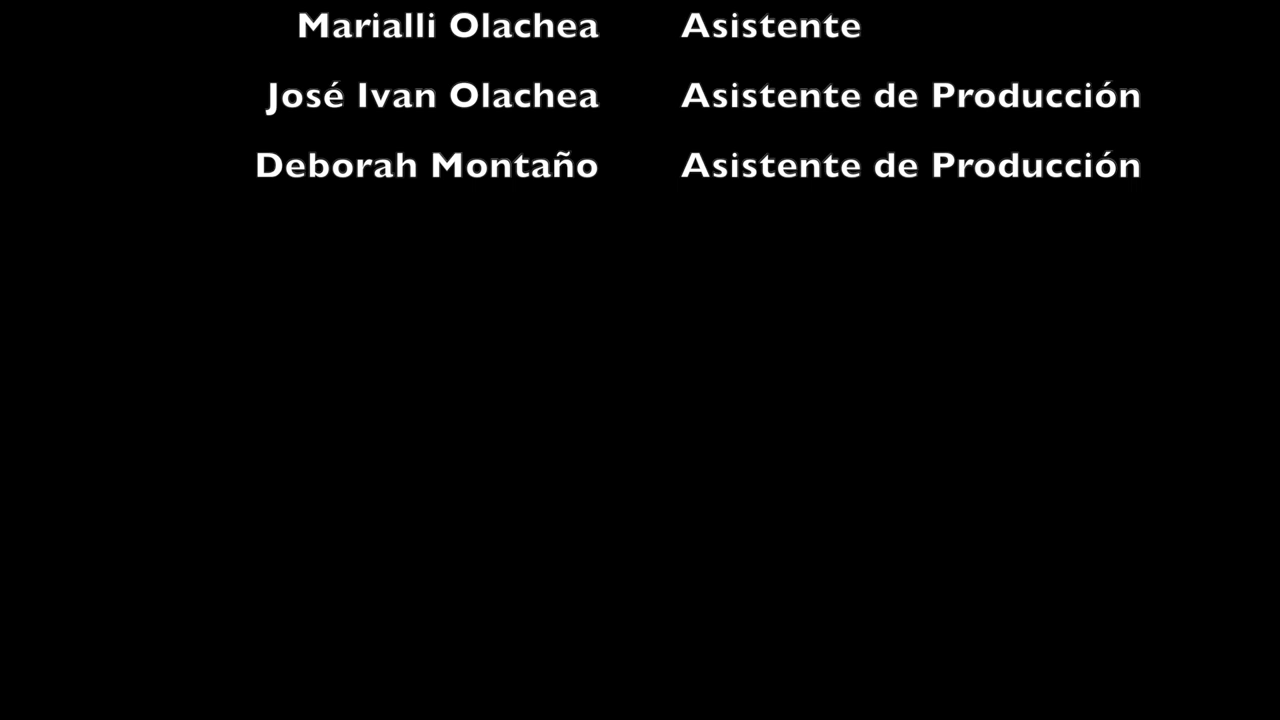 Marialli Olachea Asistente
José Ivan Olachea Asistente de Producción
Deborah Montaño Asistente de Producción